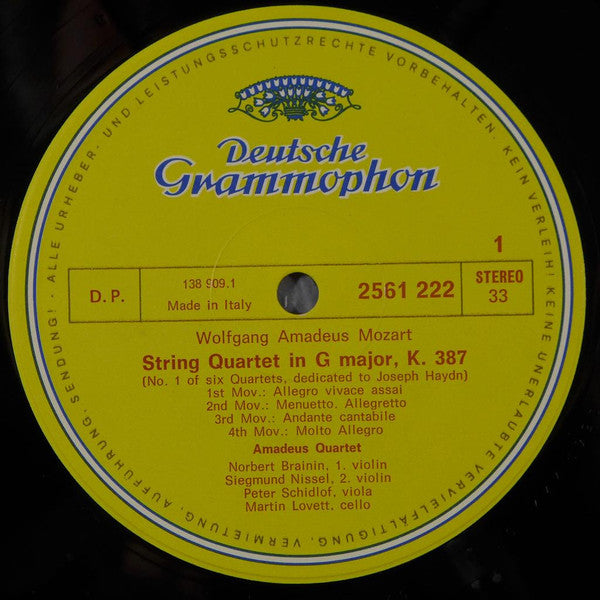 ALLE URHEBER- UND LEISTUNGSSCHUTZRECHTE VORBEHALTEN. KEIN VERLEIH! KEINE UNERLAUBTE VERVIELFÄLTIGUNG, VERMIETUNG, AUFFÜHRUNG, SENDUNG!
Deutsche
Grammophon
1
D.P.
138 909.1
Made in Italy
2561 222
STEREO
33
Wolfgang Amadeus Mozart
String Quartet in G major, K. 387
(No. 1 of six Quartets, dedicated to Joseph Haydn)
1st Mov.: Allegro vivace assai
2nd Mov.: Menuetto. Allegretto
3rd Mov.: Andante cantabile
4th Mov.: Molto Allegro
Amadeus Quartet
Norbert Brainin, 1. violin
Siegmund Nissel, 2. violin
Peter Schidlof, viola
Martin Lovett, cello